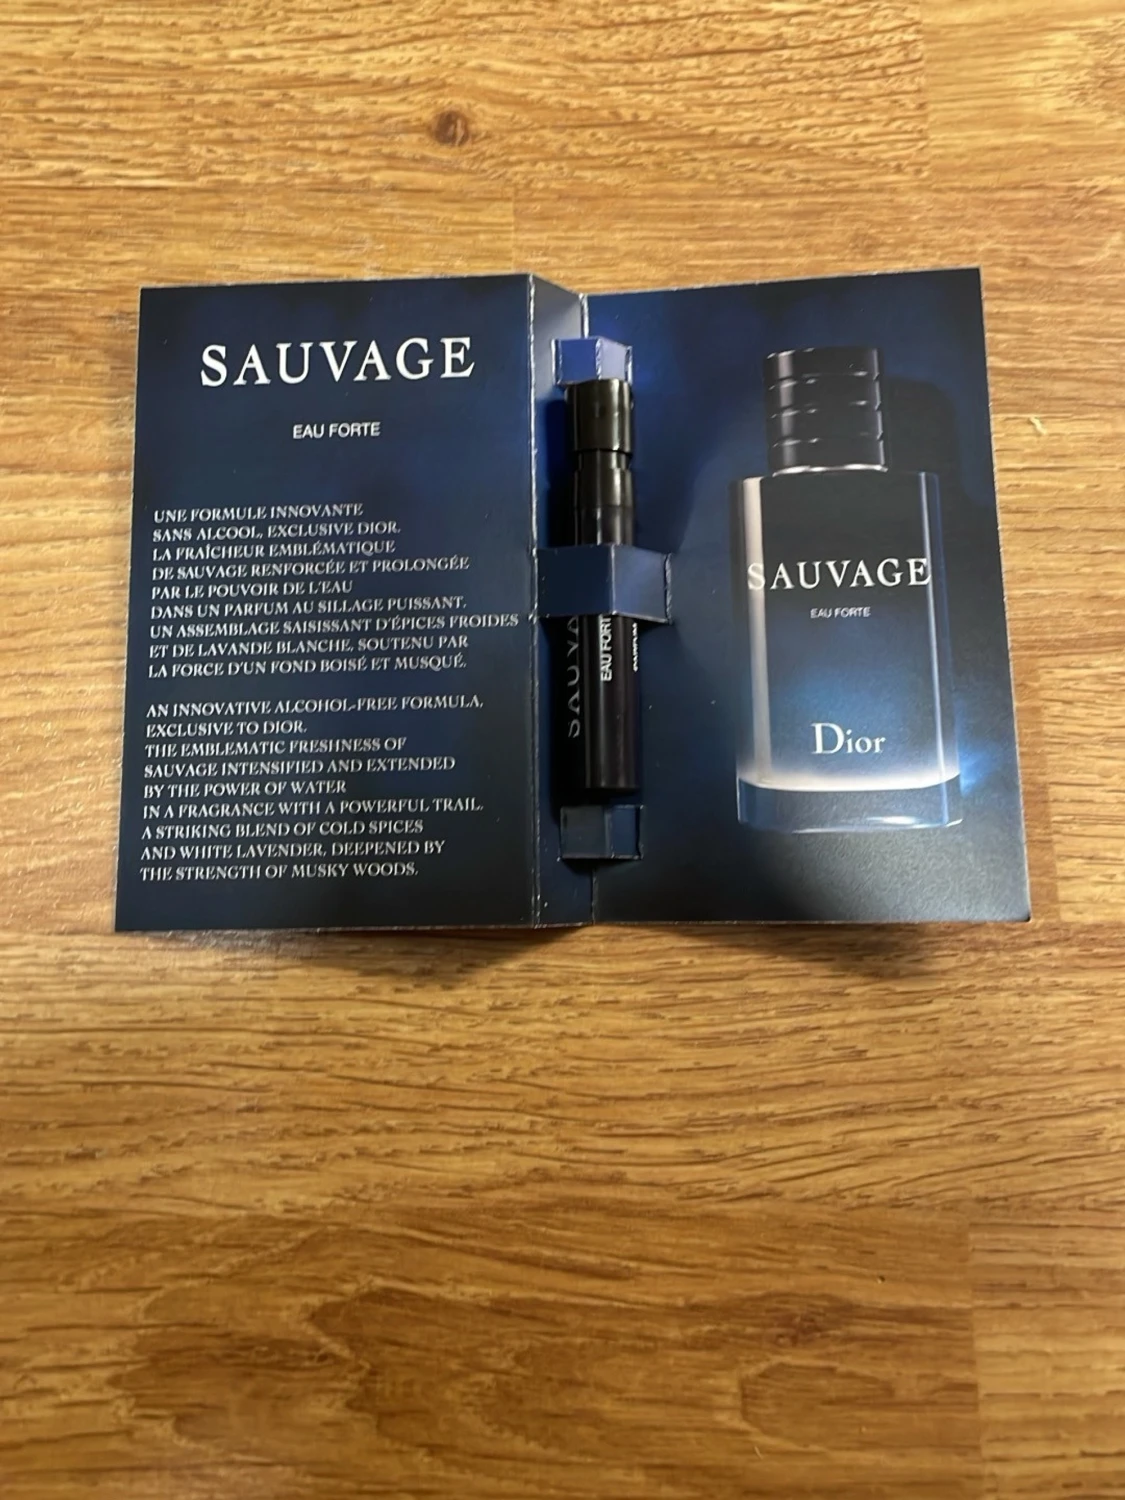 SAUVAGE
EAU FORTE
UNE FORMULE INNOVANTE
SANS ALCOOL, EXCLUSIVE DIOR.
LA FRAÎCHEUR EMBLÉMATIQUE
DE SAUVAGE RENFORCÉE ET PROLONGÉE
PAR LE POUVOIR DE L'EAU
DANS UN PARFUM AU SILLAGE PUISSANT.
UN ASSEMBLAGE SAISISSANT D'ÉPICES FROIDES
ET DE LAVANDE BLANCHE, SOUTENU PAR
LA FORCE D'UN FOND BOISÉ ET MUSQUÉ.
AN INNOVATIVE ALCOHOL-FREE FORMULA,
EXCLUSIVE TO DIOR.
THE EMBLEMATIC FRESHNESS OF
SAUVAGE INTENSIFIED AND EXTENDED
BY THE POWER OF WATER
IN A FRAGRANCE WITH A POWERFUL TRAIL.
A STRIKING BLEND OF COLD SPICES
AND WHITE LAVENDER, DEEPENED BY
THE STRENGTH OF MUSKY WOODS.
SAUVA
EAU FORT
SAUVAGE
EAU FORTE
Dior